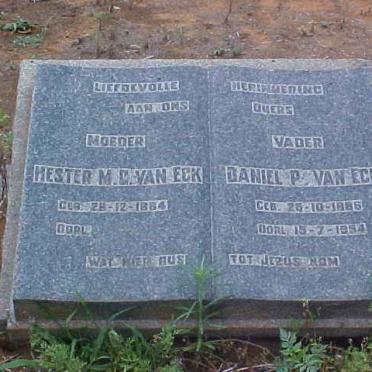 LIEFDEVOLLE
AAN ONS
MOEDER
HESTER M.C. VAN ECK
GEB. 28-12-1884
OORL.
WAT HIER RUS
HERINNERING
OUERS
VADER
DANIEL P. VAN ECK
GEB. 25-10-1886
OORL. 15-7-1954
TOT JEZUS KOM